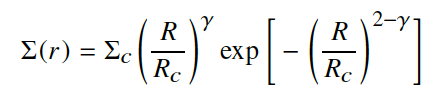 Σ(r) = Σ_c (R/R_c)^γ exp[−(R/R_c)^{2−γ}]